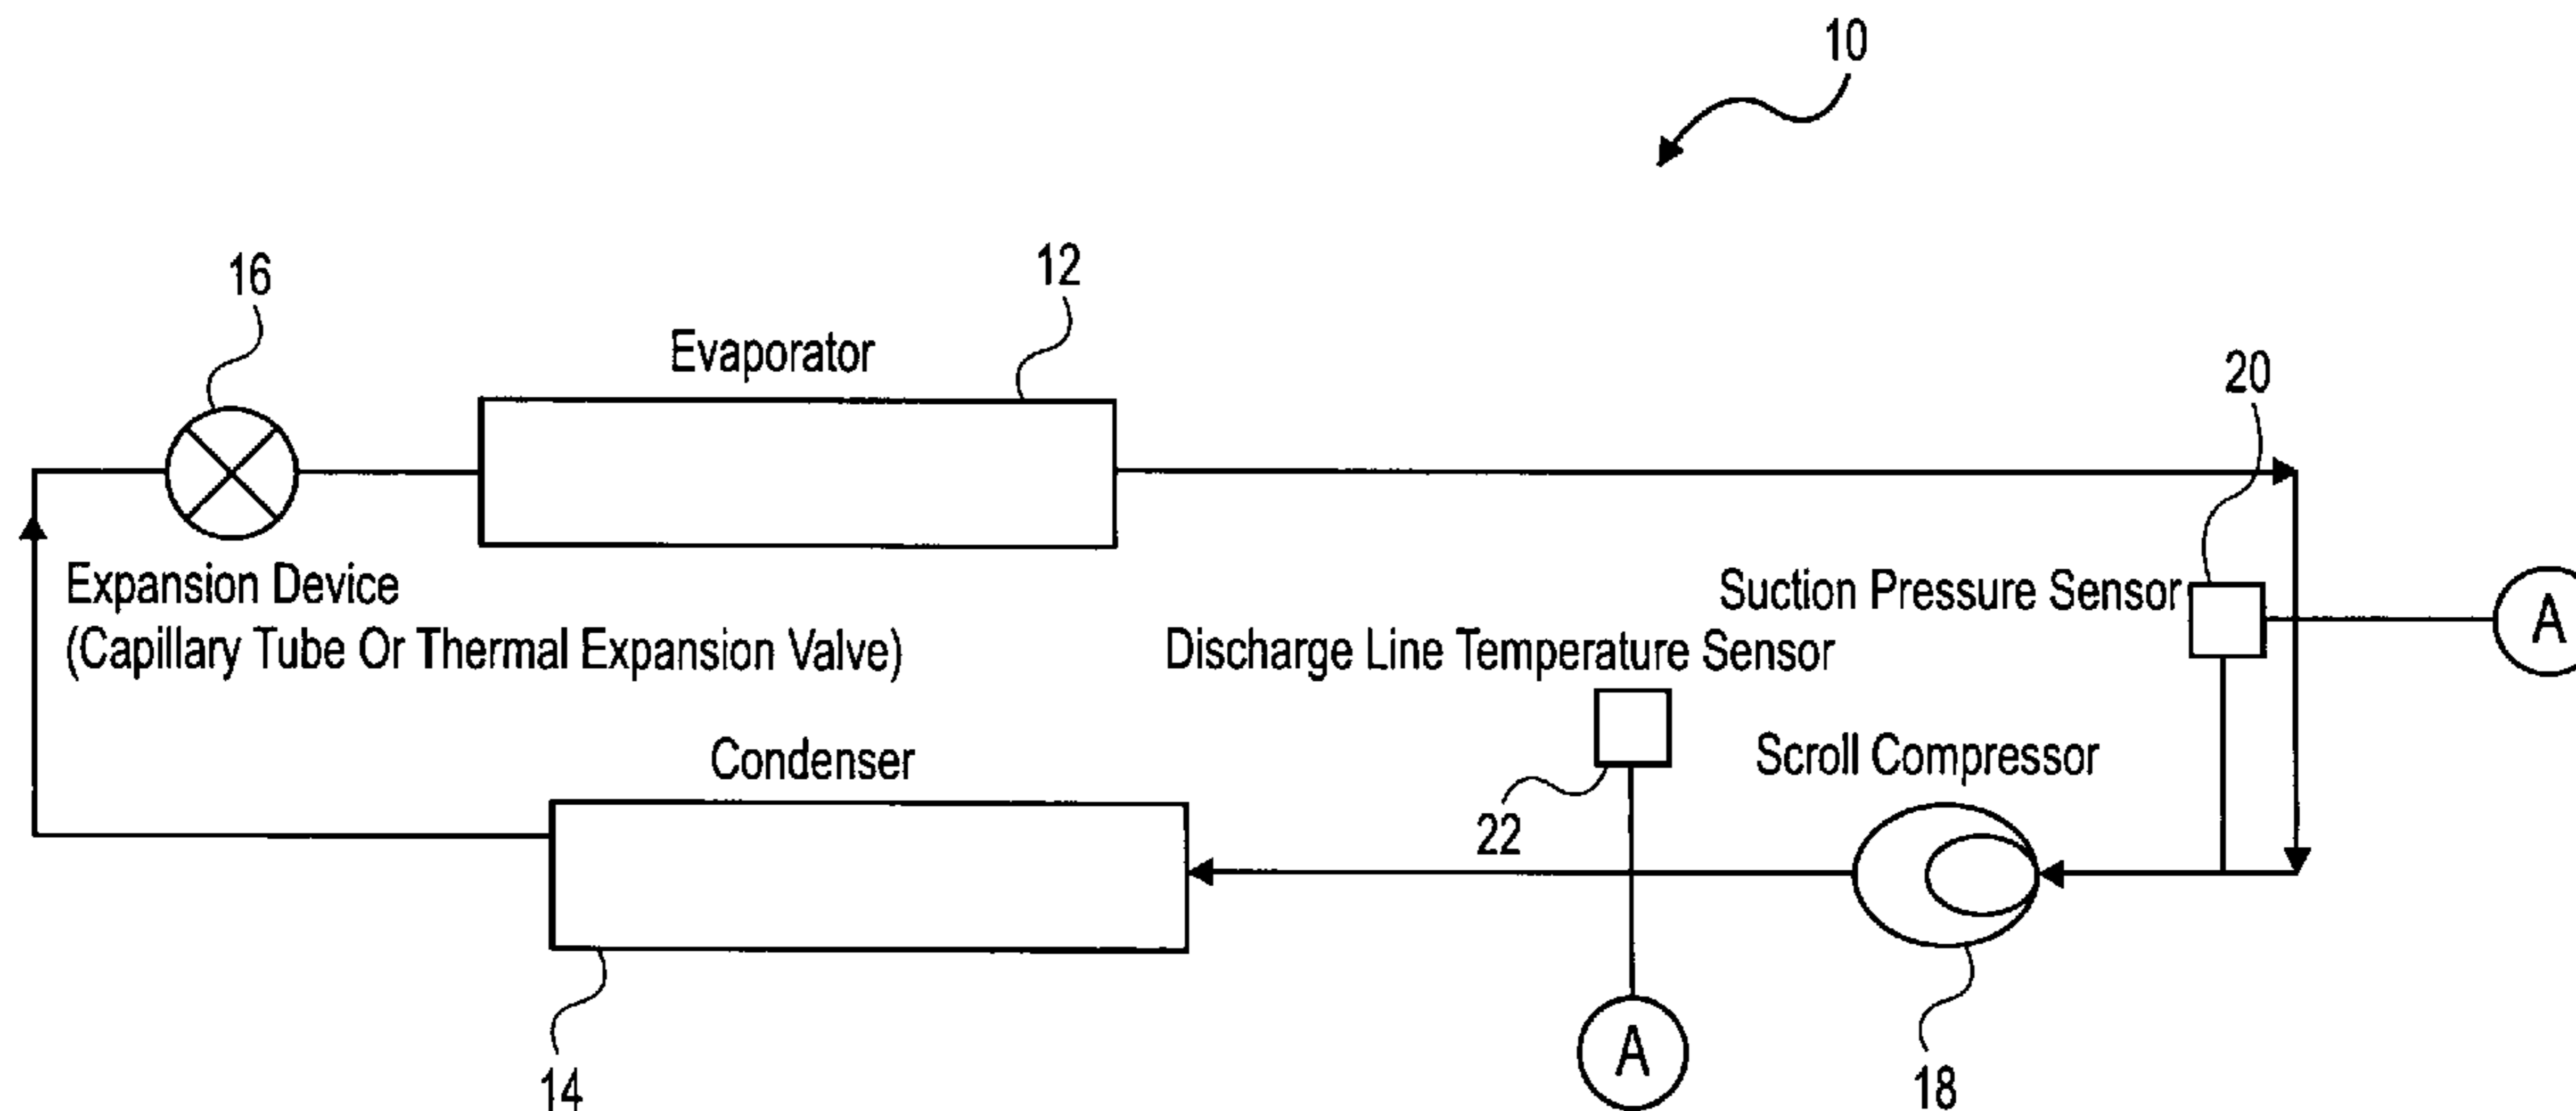 10
16
12
Evaporator
20
Expansion Device
(Capillary Tube Or Thermal Expansion Valve)
Suction Pressure Sensor
A
Discharge Line Temperature Sensor
Condenser
22
Scroll Compressor
14
A
18